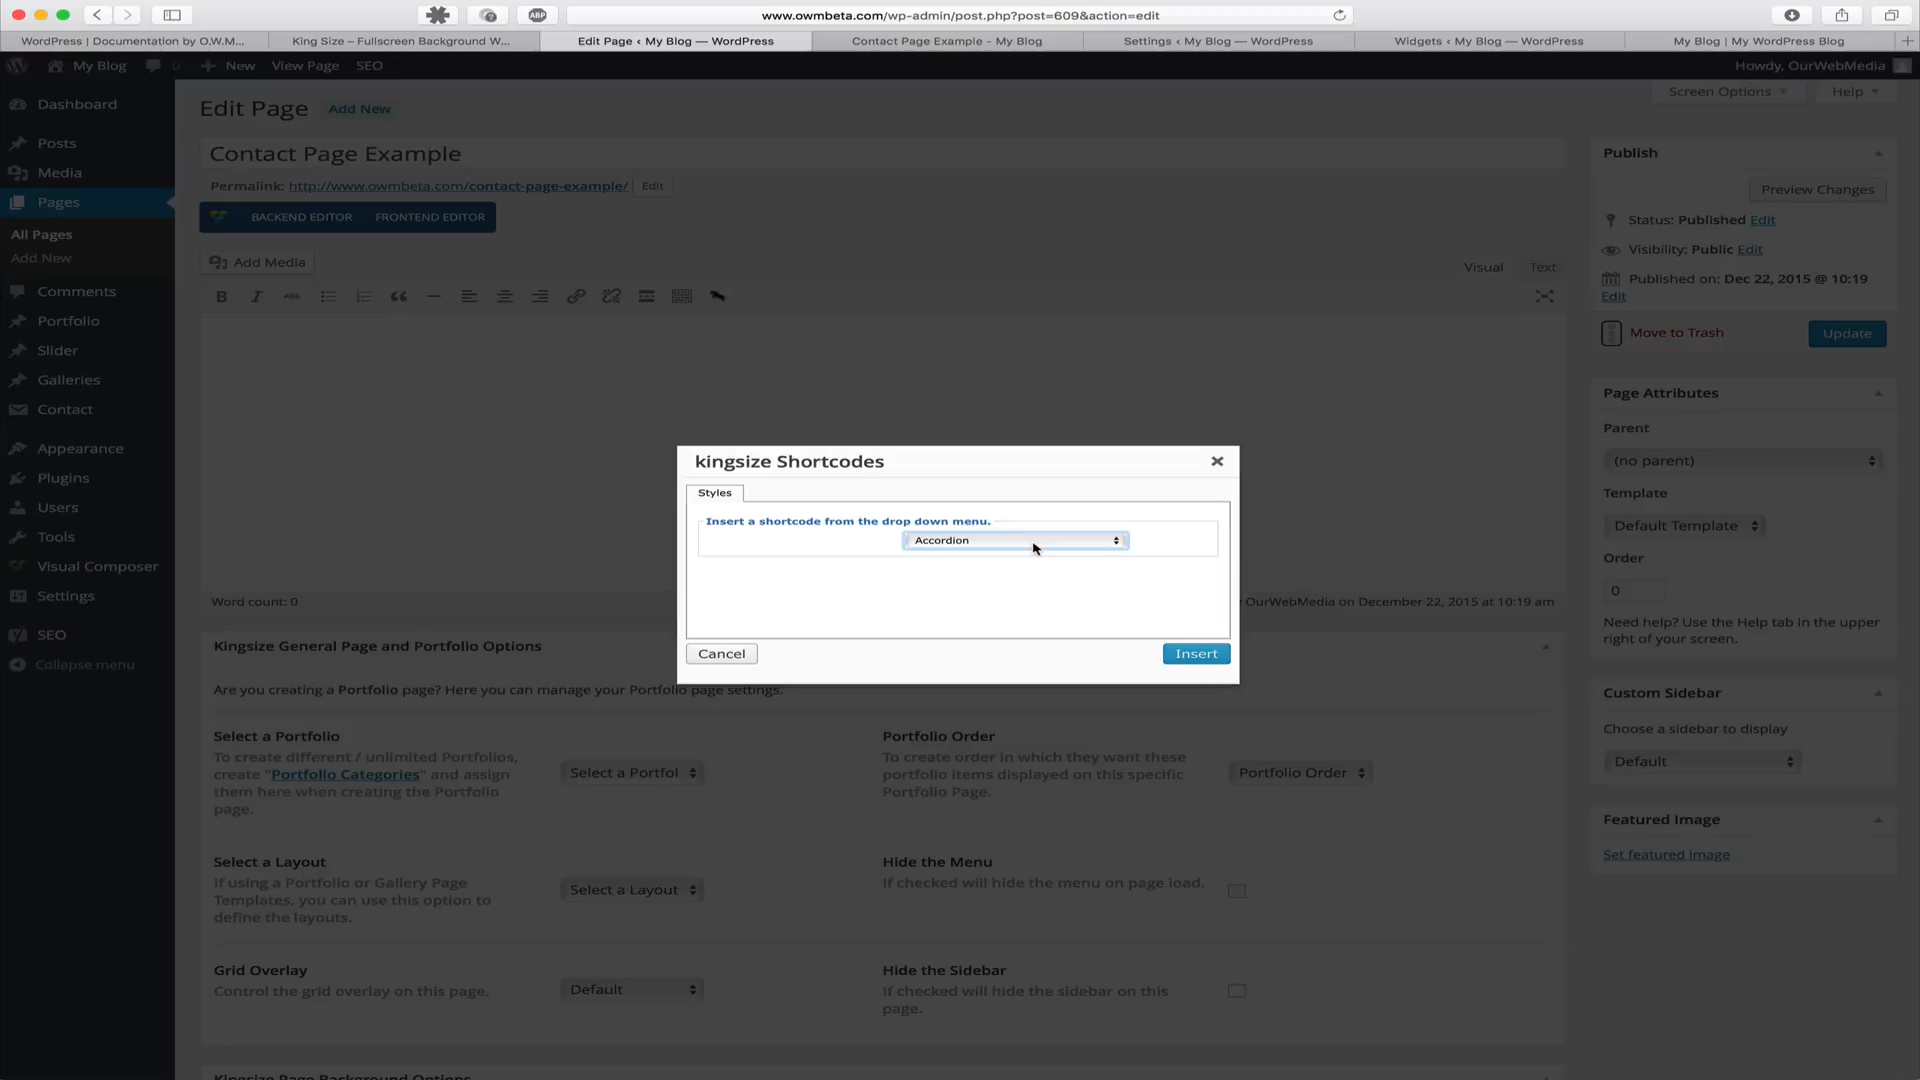 www.owmbeta.com/wp-admin/post.php?post=609&action=edit
ABP
WordPress | Documentation by O.W.M...
King Size – Fullscreen Background W...
Edit Page ‹ My Blog — WordPress
Contact Page Example - My Blog
Settings ‹ My Blog — WordPress
Widgets ‹ My Blog — WordPress
My Blog | My WordPress Blog
My Blog
0
New
View Page
SEO
Howdy, OurWebMedia
Dashboard
Posts
Media
Pages
All Pages
Add New
Comments
Portfolio
Slider
Galleries
Contact
Appearance
Plugins
Users
Tools
Visual Composer
Settings
SEO
Collapse menu
Edit Page
Add New
Screen Options
Help
Contact Page Example
Permalink: http://www.owmbeta.com/contact-page-example/
Edit
BACKEND EDITOR
FRONTEND EDITOR
Add Media
Visual
Text
B
I
ABC
Word count: 0
OurWebMedia on December 22, 2015 at 10:19 am
kingsize Shortcodes
Styles
Insert a shortcode from the drop down menu.
Accordion
Cancel
Insert
Kingsize General Page and Portfolio Options
Are you creating a Portfolio page? Here you can manage your Portfolio page settings.
Select a Portfolio
To create different / unlimited Portfolios,
create "Portfolio Categories" and assign
them here when creating the Portfolio
page.
Select a Portfol
Portfolio Order
To create order in which they want these
portfolio items displayed on this specific
Portfolio Page.
Portfolio Order
Select a Layout
If using a Portfolio or Gallery Page
Templates, you can use this option to
define the layouts.
Select a Layout
Hide the Menu
If checked will hide the menu on page load.
Grid Overlay
Control the grid overlay on this page.
Default
Hide the Sidebar
If checked will hide the sidebar on this
page.
Kingsize Page Background Options
Publish
Preview Changes
Status: Published Edit
Visibility: Public Edit
Published on: Dec 22, 2015 @ 10:19
Edit
Move to Trash
Update
Page Attributes
Parent
(no parent)
Template
Default Template
Order
0
Need help? Use the Help tab in the upper
right of your screen.
Custom Sidebar
Choose a sidebar to display
Default
Featured Image
Set featured image